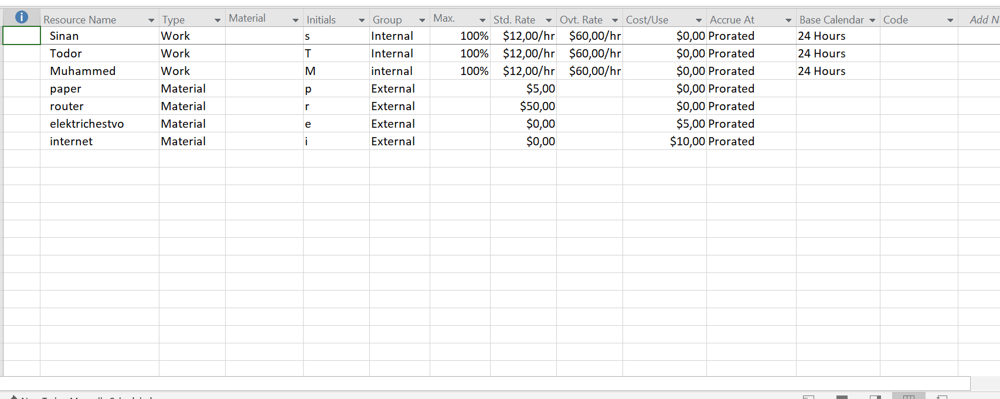 Resource Name Type Material Initials Group Max. Std. Rate Ovt. Rate Cost/Use Accrue At Base Calendar Code Add N
Sinan Work s Internal 100% $12,00/hr $60,00/hr $0,00 Prorated 24 Hours
Todor Work T Internal 100% $12,00/hr $60,00/hr $0,00 Prorated 24 Hours
Muhammed Work M internal 100% $12,00/hr $60,00/hr $0,00 Prorated 24 Hours
paper Material p External $5,00 $0,00 Prorated
router Material r External $50,00 $0,00 Prorated
elektrichestvo Material e External $0,00 $5,00 Prorated
internet Material i External $0,00 $10,00 Prorated